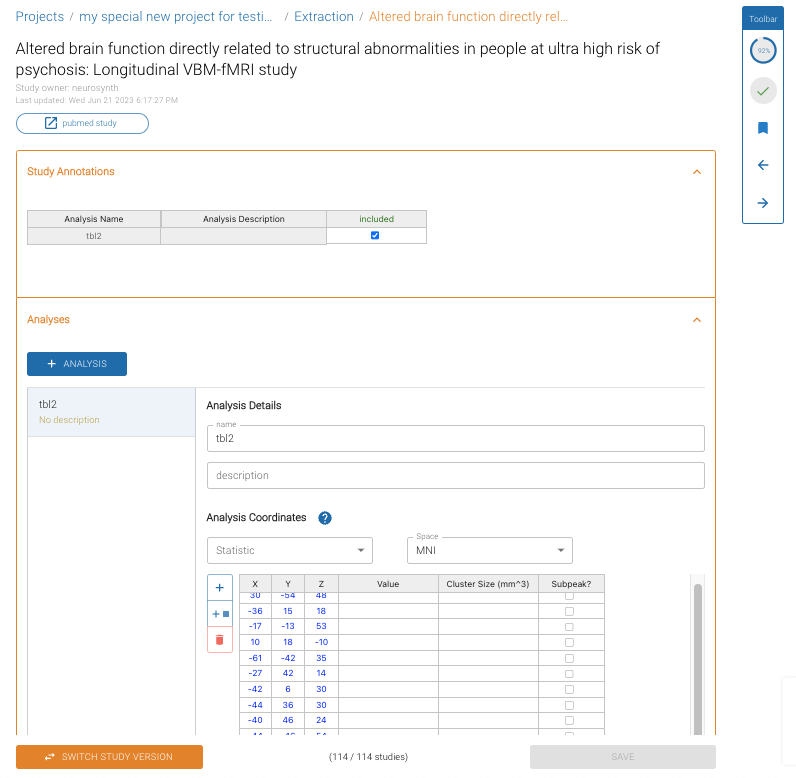 Projects / my special new project for testi... / Extraction / Altered brain function directly rel...
Toolbar
92%
Altered brain function directly related to structural abnormalities in people at ultra high risk of
psychosis: Longitudinal VBM-fMRI study
Study owner: neurosynth
Last updated: Wed Jun 21 2023 6:17:27 PM
pubmed study
Study Annotations
Analysis Name Analysis Description included
tbl2
Analyses
+ ANALYSIS
tbl2
No description
Analysis Details
name
tbl2
description
Analysis Coordinates ?
Statistic
Space
MNI
X Y Z Value Cluster Size (mm^3) Subpeak?
30 -54 48
-36 15 18
-17 -13 53
10 18 -10
-61 -42 35
-27 42 14
-42 6 30
-44 36 30
-40 46 24
SWITCH STUDY VERSION
(114 / 114 studies)
SAVE